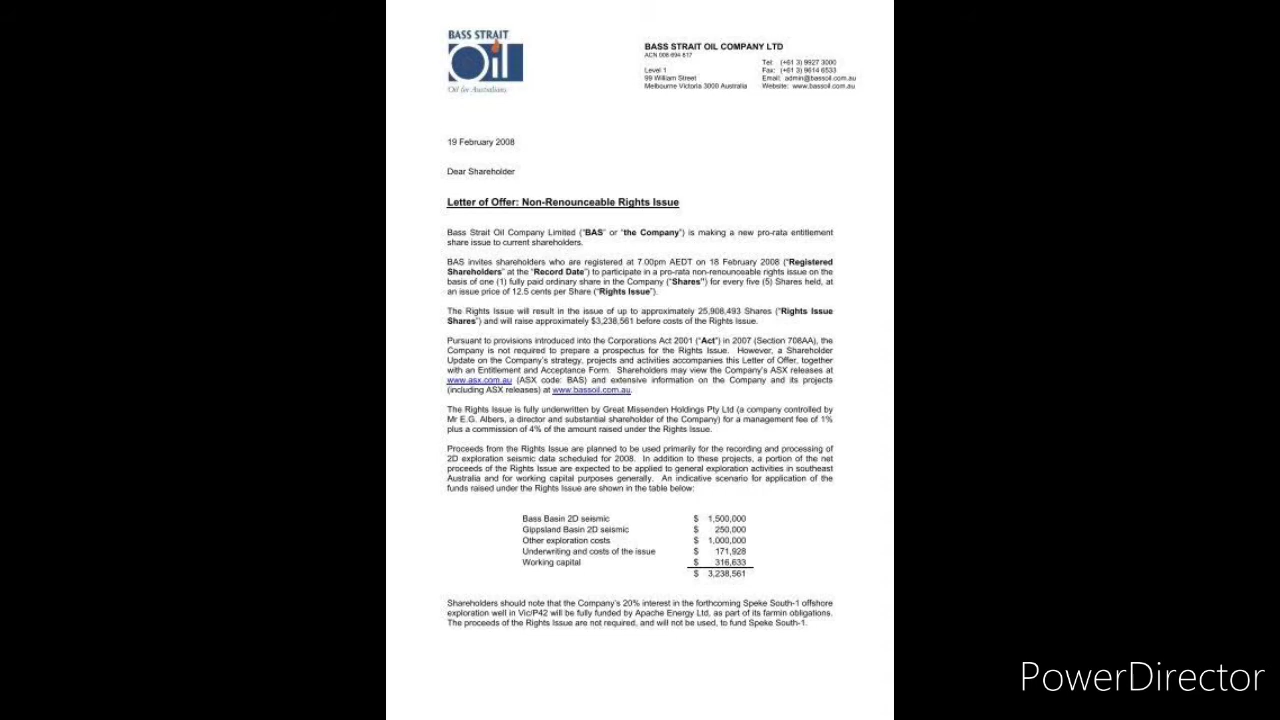 BASS STRAIT
Oil
Oil for Australians
BASS STRAIT OIL COMPANY LTD
ACN 008 694 817
Level 1
99 William Street
Melbourne Victoria 3000 Australia
Tel: (+61 3) 9927 3000
Fax: (+61 3) 9614 6533
Email: admin@bassoil.com.au
Website: www.bassoil.com.au
19 February 2008
Dear Shareholder
Letter of Offer: Non-Renounceable Rights Issue
Bass Strait Oil Company Limited ("BAS" or "the Company") is making a new pro-rata entitlement
share issue to current shareholders.
BAS invites shareholders who are registered at 7.00pm AEDT on 18 February 2008 ("Registered
Shareholders" at the "Record Date") to participate in a pro-rata non-renounceable rights issue on the
basis of one (1) fully paid ordinary share in the Company ("Shares") for every five (5) Shares held, at
an issue price of 12.5 cents per Share ("Rights Issue").
The Rights Issue will result in the issue of up to approximately 25,908,493 Shares ("Rights Issue
Shares") and will raise approximately $3,238,561 before costs of the Rights Issue.
Pursuant to provisions introduced into the Corporations Act 2001 ("Act") in 2007 (Section 708AA), the
Company is not required to prepare a prospectus for the Rights Issue. However, a Shareholder
Update on the Company's strategy, projects and activities accompanies this Letter of Offer, together
with an Entitlement and Acceptance Form. Shareholders may view the Company's ASX releases at
www.asx.com.au (ASX code: BAS) and extensive information on the Company and its projects
(including ASX releases) at www.bassoil.com.au.
The Rights Issue is fully underwritten by Great Missenden Holdings Pty Ltd (a company controlled by
Mr E.G. Albers, a director and substantial shareholder of the Company) for a management fee of 1%
plus a commission of 4% of the amount raised under the Rights Issue.
Proceeds from the Rights Issue are planned to be used primarily for the recording and processing of
2D exploration seismic data scheduled for 2008. In addition to these projects, a portion of the net
proceeds of the Rights Issue are expected to be applied to general exploration activities in southeast
Australia and for working capital purposes generally. An indicative scenario for application of the
funds raised under the Rights Issue are shown in the table below:
Bass Basin 2D seismic $ 1,500,000
Gippsland Basin 2D seismic $ 250,000
Other exploration costs $ 1,000,000
Underwriting and costs of the issue $ 171,928
Working capital $ 316,633
$ 3,238,561
Shareholders should note that the Company's 20% interest in the forthcoming Speke South-1 offshore
exploration well in Vic/P42 will be fully funded by Apache Energy Ltd, as part of its farmin obligations.
The proceeds of the Rights Issue are not required, and will not be used, to fund Speke South-1.
PowerDirector